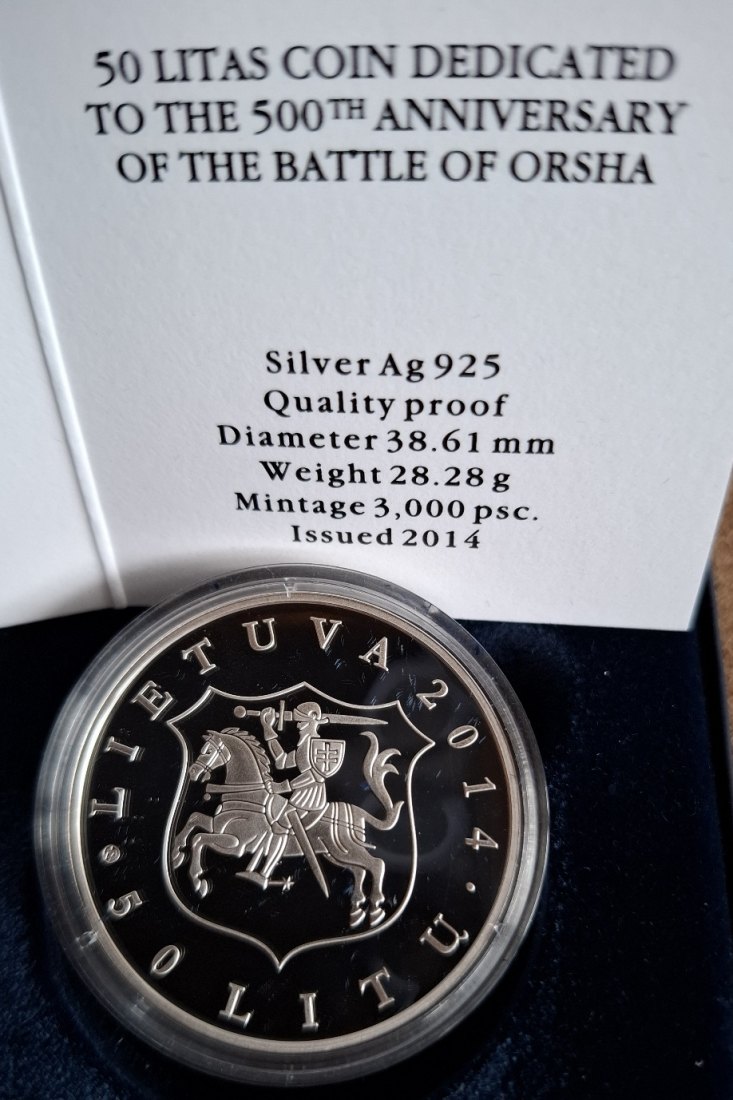 50 LITAS COIN DEDICATED
TO THE 500TH ANNIVERSARY
OF THE BATTLE OF ORSHA
Silver Ag 925
Quality proof
Diameter 38.61 mm
Weight 28.28 g
Mintage 3,000 psc.
Issued 2014
LIETUVA 2014 ·
50 LITŲ